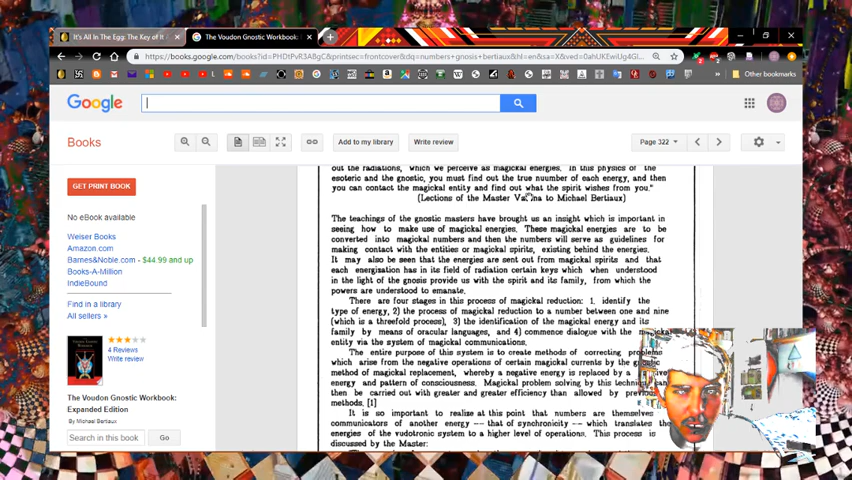 It's All In The Egg: The Key of It
The Voudon Gnostic Workbook:
https://books.google.com/books?id=PHDtPvR3ABgC&printsec=frontcover&dq=numbers+gnosis+bertiaux&hl=en&sa=X&ved=0ahUKEwiUg4Gl...
Other bookmarks
Google
Books
Add to my library
Write review
Page 322
GET PRINT BOOK
No eBook available
Weiser Books
Amazon.com
Barnes&Noble.com - $44.99 and up
Books-A-Million
IndieBound
Find in a library
All sellers »
4 Reviews
Write review
The Voudon Gnostic Workbook:
Expanded Edition
By Michael Bertiaux
Search in this book
Go
out the radiations, which we perceive as magickal energies. In this physics of the
esoteric and the gnostic, you must find out the true nuumber of each energy, and then
you can contact the magickal entity and find out what the spirit wishes from you."
(Lections of the Master to Michael Bertiaux)
The teachings of the gnostic masters have brought us an insight which is important in
seeing how to make use of magickal energies. These magickal energies are to be
converted into magickal numbers and then the numbers will serve as guidelines for
making contact with the entities or magickal spirits, existing behind the energies.
It may also be seen that the energies are sent out from magickal spirits and that
each energisation has in its field of radiation certain keys which when understood
in the light of the gnosis provide us with the spirit and its family, from which the
powers are understood to emanate.
There are four stages in this process of magickal reduction: 1. identify the
type of energy, 2) the process of magickal reduction to a number between one and nine
(which is a threefold process), 3) the identification of the magickal energy and its
family by means of oracular languages, and 4) commence dialogue with the
entity via the system of magickal communications.
The entire purpose of this system is to create methods of correcting problems
which arise from the negative operations of certain magickal currents by the
method of magickal replacement, whereby a negative energy is replaced by a
energy and pattern of consciousness. Magickal problem solving by this can
then be carried out with greater and greater efficiency than allowed by
methods. [1]
It is so important to realize at this point that numbers are themselves
communicators of another energy -- that of synchronicity -- which translates the
energies of the vudotronic system to a higher level of operations. This process is
discussed by the Master: